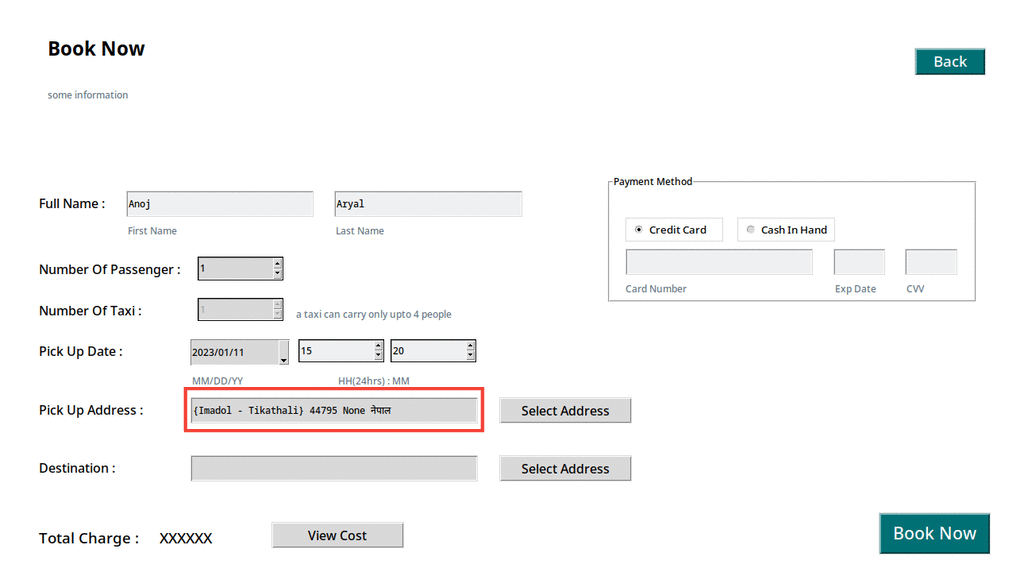 Book Now
Back
some information
Payment Method
Full Name : Anoj Aryal
First Name Last Name
Credit Card Cash In Hand
Card Number Exp Date CVV
Number Of Passenger : 1
Number Of Taxi : 1 a taxi can carry only upto 4 people
Pick Up Date : 2023/01/11 15 20
MM/DD/YY HH(24hrs) : MM
Pick Up Address : {Imadol - Tikathali} 44795 None नेपाल Select Address
Destination : Select Address
Total Charge : XXXXXX View Cost Book Now